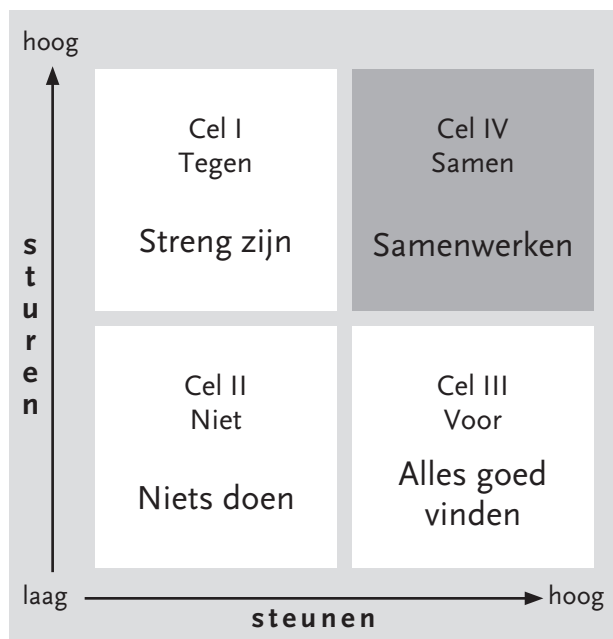 hoog
Cel I
Tegen
Streng zijn
Cel IV
Samen
Samenwerken
sturen
Cel II
Niet
Niets doen
Cel III
Voor
Alles goed
vinden
laag
hoog
steunen